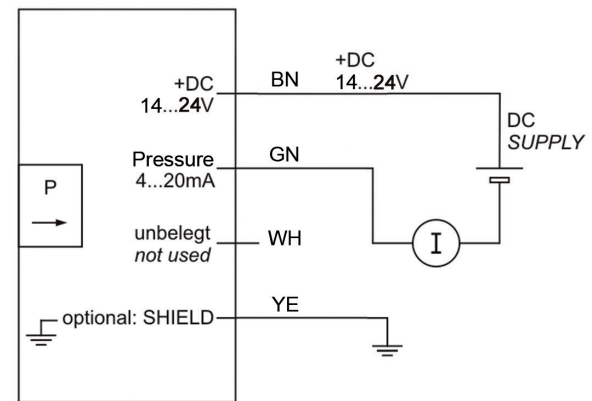 +DC
14...24V
BN
+DC
14...24V
DC
SUPPLY
Pressure
4...20mA
GN
P
unbelegt
not used
WH
I
optional: SHIELD
YE